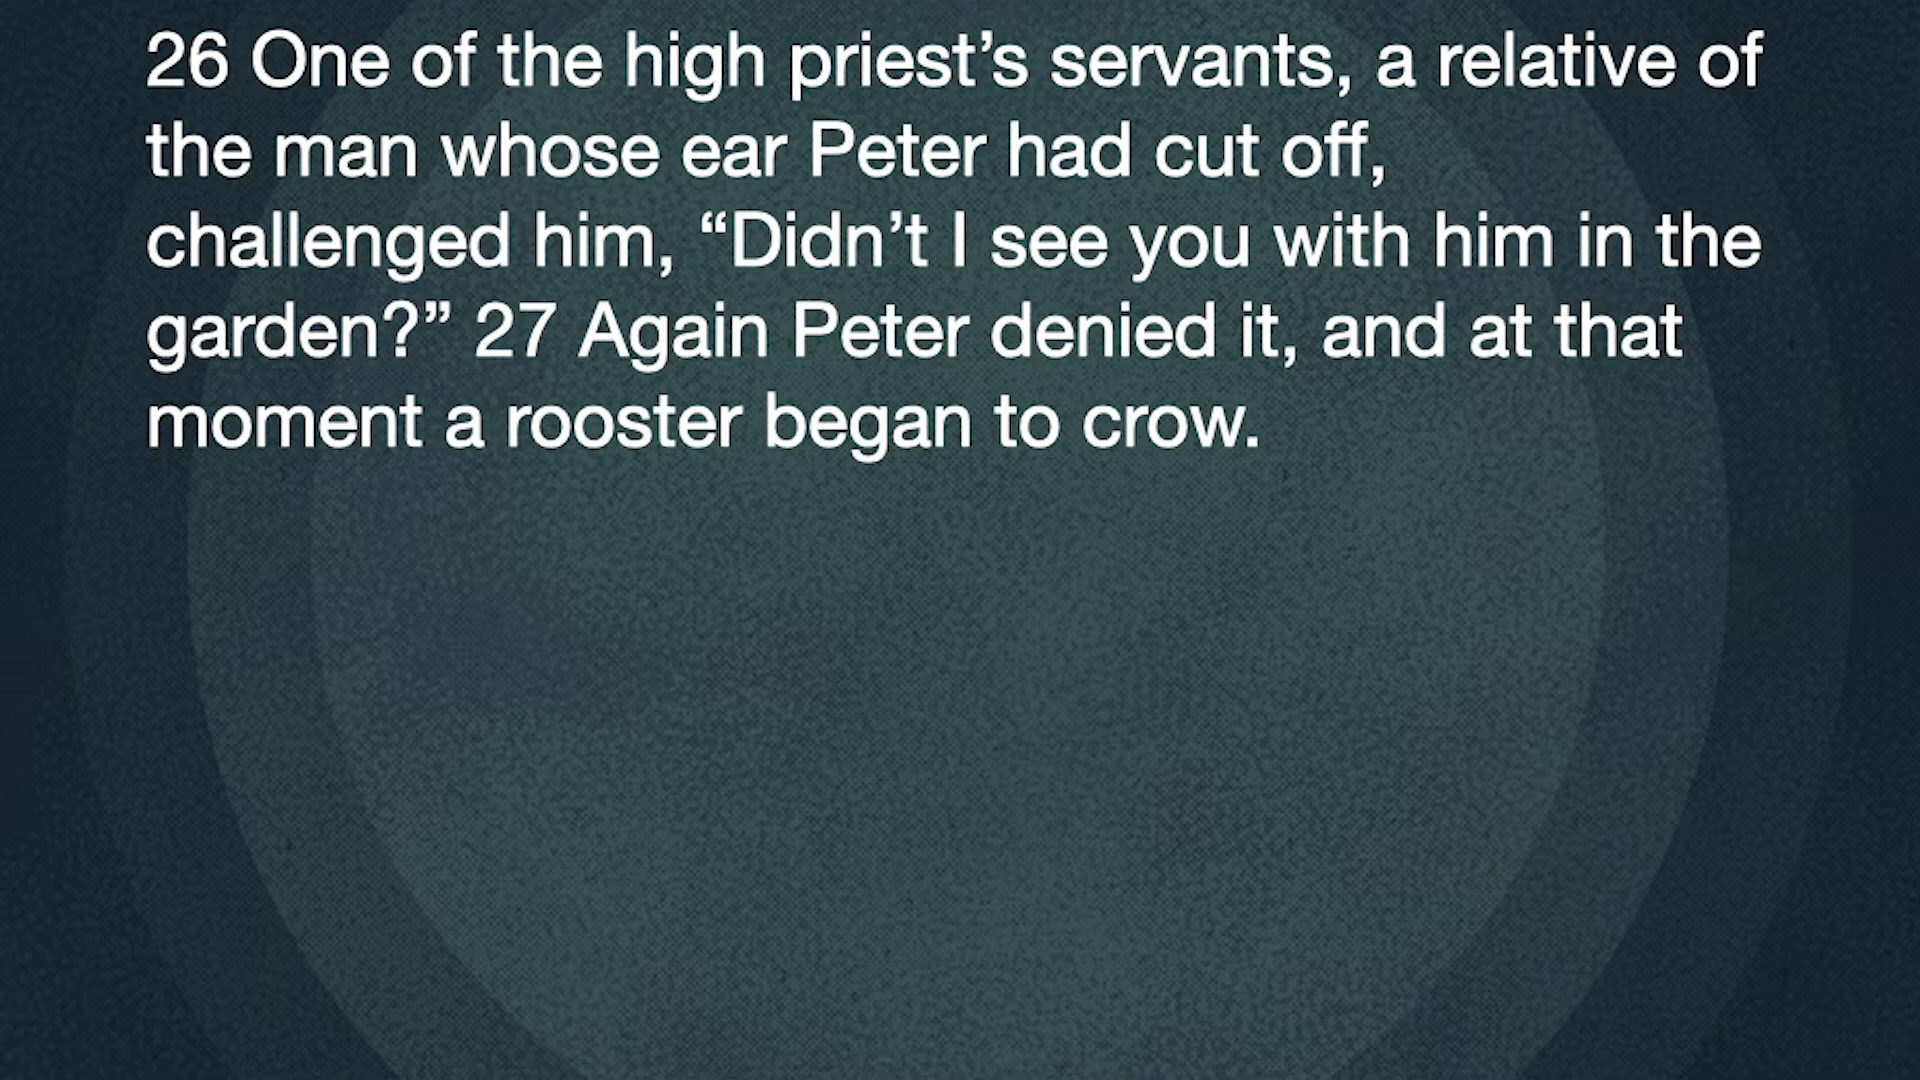 26 One of the high priest’s servants, a relative of
the man whose ear Peter had cut off,
challenged him, “Didn’t I see you with him in the
garden?” 27 Again Peter denied it, and at that
moment a rooster began to crow.